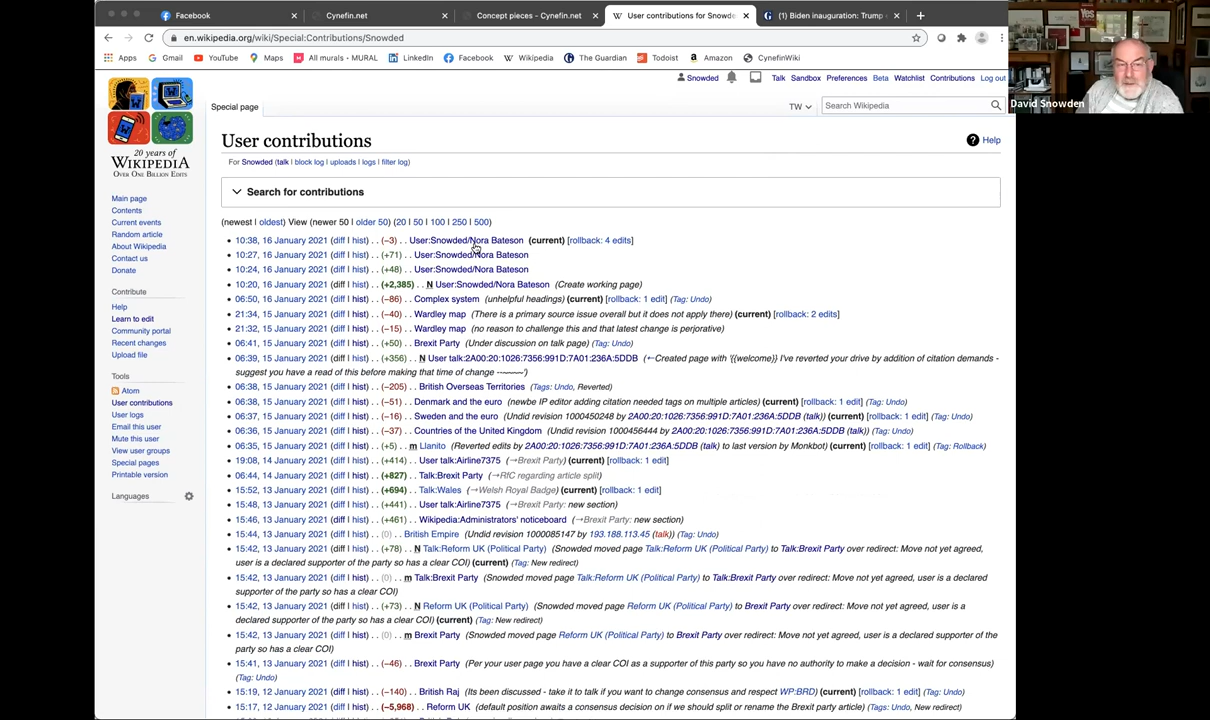 Facebook
Cynefin.net
Concept pieces - Cynefin.net
User contributions for Snowde
(1) Biden inauguration: Trump
en.wikipedia.org/wiki/Special:Contributions/Snowded
Apps Gmail YouTube Maps All murals • MURAL LinkedIn Facebook Wikipedia The Guardian Todoist Amazon CynefinWiki
David Snowden
Snowded Talk Sandbox Preferences Beta Watchlist Contributions Log out
Special page
TW
Search Wikipedia
20 years of
WIKIPEDIA
OVER ONE BILLION EDITS
Main page
Contents
Current events
Random article
About Wikipedia
Contact us
Donate
Contribute
Help
Learn to edit
Community portal
Recent changes
Upload file
Tools
Atom
User contributions
User logs
Email this user
Mute this user
View user groups
Special pages
Printable version
Languages
User contributions
Help
For Snowded (talk | block log | uploads | logs | filter log)
Search for contributions
(newest | oldest) View (newer 50 | older 50) (20 | 50 | 100 | 250 | 500)
• 10:38, 16 January 2021 (diff | hist) . . (−3) User:Snowded/Nora Bateson (current) [rollback: 4 edits]
• 10:27, 16 January 2021 (diff | hist) . . (+71) User:Snowded/Nora Bateson
• 10:24, 16 January 2021 (diff | hist) . . (+48) User:Snowded/Nora Bateson
• 10:20, 16 January 2021 (diff | hist) . . (+2,385) N User:Snowded/Nora Bateson (Create working page)
• 06:50, 16 January 2021 (diff | hist) . . (−86) Complex system (unhelpful headings) (current) [rollback: 1 edit] (Tag: Undo)
• 21:34, 15 January 2021 (diff | hist) . . (−40) Wardley map (There is a primary source issue overall but it does not apply there) (current) [rollback: 2 edits]
• 21:32, 15 January 2021 (diff | hist) . . (−15) Wardley map (no reason to challenge this and that latest change is perjorative)
• 06:41, 15 January 2021 (diff | hist) . . (+50) Brexit Party (Under discussion on talk page) (Tag: Undo)
• 06:39, 15 January 2021 (diff | hist) . . (+356) N User talk:2A00:20:1026:7356:991D:7A01:236A:5DDB (←Created page with '{{welcome}} I've reverted your drive by addition of citation demands -
suggest you have a read of this before making that time of change --~~~~')
• 06:38, 15 January 2021 (diff | hist) . . (−205) British Overseas Territories (Tags: Undo, Reverted)
• 06:38, 15 January 2021 (diff | hist) . . (−51) Denmark and the euro (newbe IP editor adding citation needed tags on multiple articles) (current) [rollback: 1 edit] (Tag: Undo)
• 06:37, 15 January 2021 (diff | hist) . . (−16) Sweden and the euro (Undid revision 1000450248 by 2A00:20:1026:7356:991D:7A01:236A:5DDB (talk)) (current) [rollback: 1 edit] (Tag: Undo)
• 06:36, 15 January 2021 (diff | hist) . . (−37) Countries of the United Kingdom (Undid revision 1000456444 by 2A00:20:1026:7356:991D:7A01:236A:5DDB (talk)) (Tag: Undo)
• 06:35, 15 January 2021 (diff | hist) . . (+5) m Llanito (Reverted edits by 2A00:20:1026:7356:991D:7A01:236A:5DDB (talk) to last version by Monkbot) (current) [rollback: 1 edit] (Tag: Rollback)
• 19:08, 14 January 2021 (diff | hist) . . (+414) User talk:Airline7375 (→Brexit Party) (current) [rollback: 1 edit]
• 06:44, 14 January 2021 (diff | hist) . . (+827) Talk:Brexit Party (→RfC regarding article split)
• 15:52, 13 January 2021 (diff | hist) . . (+694) Talk:Wales (→Welsh Royal Badge) (current) [rollback: 1 edit]
• 15:48, 13 January 2021 (diff | hist) . . (+441) User talk:Airline7375 (→Brexit Party: new section)
• 15:46, 13 January 2021 (diff | hist) . . (+461) Wikipedia:Administrators' noticeboard (→Brexit Party: new section)
• 15:44, 13 January 2021 (diff | hist) . . (0) British Empire (Undid revision 1000085147 by 193.188.113.45 (talk)) (Tag: Undo)
• 15:42, 13 January 2021 (diff | hist) . . (+78) N Talk:Reform UK (Political Party) (Snowded moved page Talk:Reform UK (Political Party) to Talk:Brexit Party over redirect: Move not yet agreed,
user is a declared supporter of the party so has a clear COI) (current) (Tag: New redirect)
• 15:42, 13 January 2021 (diff | hist) . . (0) m Talk:Brexit Party (Snowded moved page Talk:Reform UK (Political Party) to Talk:Brexit Party over redirect: Move not yet agreed, user is a declared
supporter of the party so has a clear COI)
• 15:42, 13 January 2021 (diff | hist) . . (+73) N Reform UK (Political Party) (Snowded moved page Reform UK (Political Party) to Brexit Party over redirect: Move not yet agreed, user is a
declared supporter of the party so has a clear COI) (current) (Tag: New redirect)
• 15:42, 13 January 2021 (diff | hist) . . (0) m Brexit Party (Snowded moved page Reform UK (Political Party) to Brexit Party over redirect: Move not yet agreed, user is a declared supporter of the
party so has a clear COI)
• 15:41, 13 January 2021 (diff | hist) . . (−46) Brexit Party (Per your user page you have a clear COI as a supporter of this party so you have no authority to make a decision - wait for consensus)
(Tag: Undo)
• 15:19, 12 January 2021 (diff | hist) . . (−140) British Raj (Its been discussed - take it to talk if you want to change consensus and respect WP:BRD) (current) [rollback: 1 edit] (Tag: Undo)
• 15:17, 12 January 2021 (diff | hist) . . (−5,968) Reform UK (default position awaits a consensus decision on if we should split or rename the Brexit party article) (Tags: Undo, New redirect)